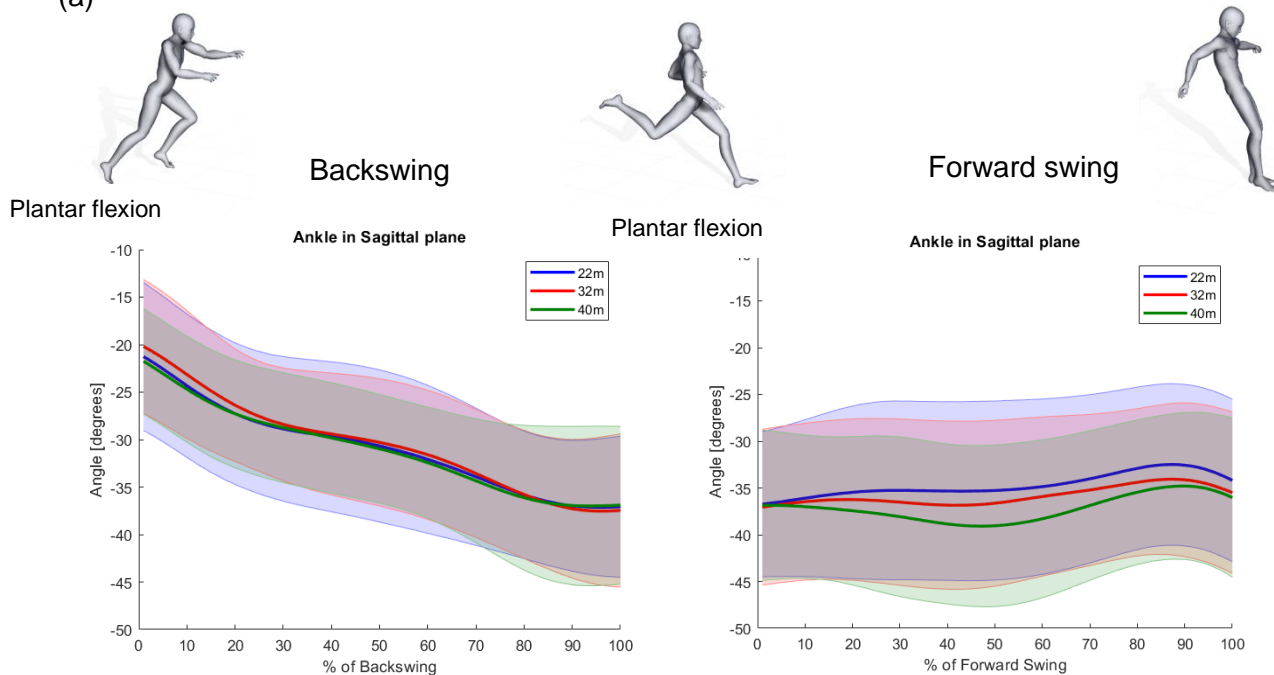 (a)
Backswing
Forward swing
Plantar flexion
Plantar flexion
Ankle in Sagittal plane
-10
-15
-20
-25
-30
-35
-40
-45
-50
Angle [degrees]
22m
32m
40m
0 10 20 30 40 50 60 70 80 90 100
% of Backswing
Ankle in Sagittal plane
-15
-20
-25
-30
-35
-40
-45
-50
Angle [degrees]
22m
32m
40m
0 10 20 30 40 50 60 70 80 90 100
% of Forward Swing